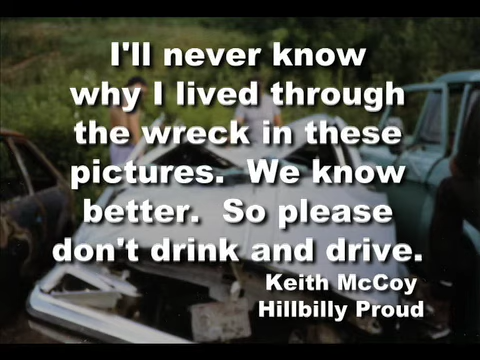 I'll never know
why I lived through
the wreck in these
pictures.  We know
better.  So please
don't drink and drive.
Keith McCoy
Hillbilly Proud